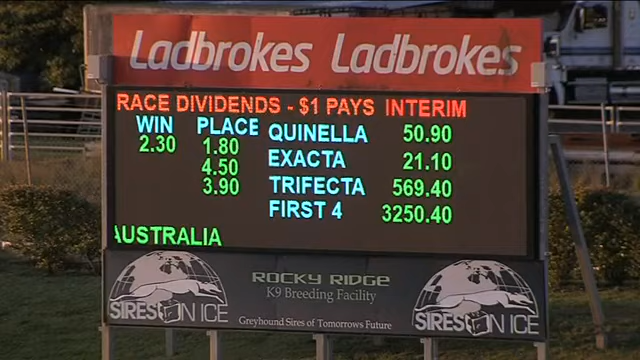 Ladbrokes Ladbrokes
RACE DIVIDENDS - $1 PAYS INTERIM
WIN PLACE QUINELLA 50.90
2.30 1.80
EXACTA 21.10
4.50
TRIFECTA 569.40
3.90
FIRST 4 3250.40
AUSTRALIA
ROCKY RIDGE
K9 Breeding Facility
SIRES ON ICE
SIRES ON ICE
Greyhound Sires of Tomorrows Future